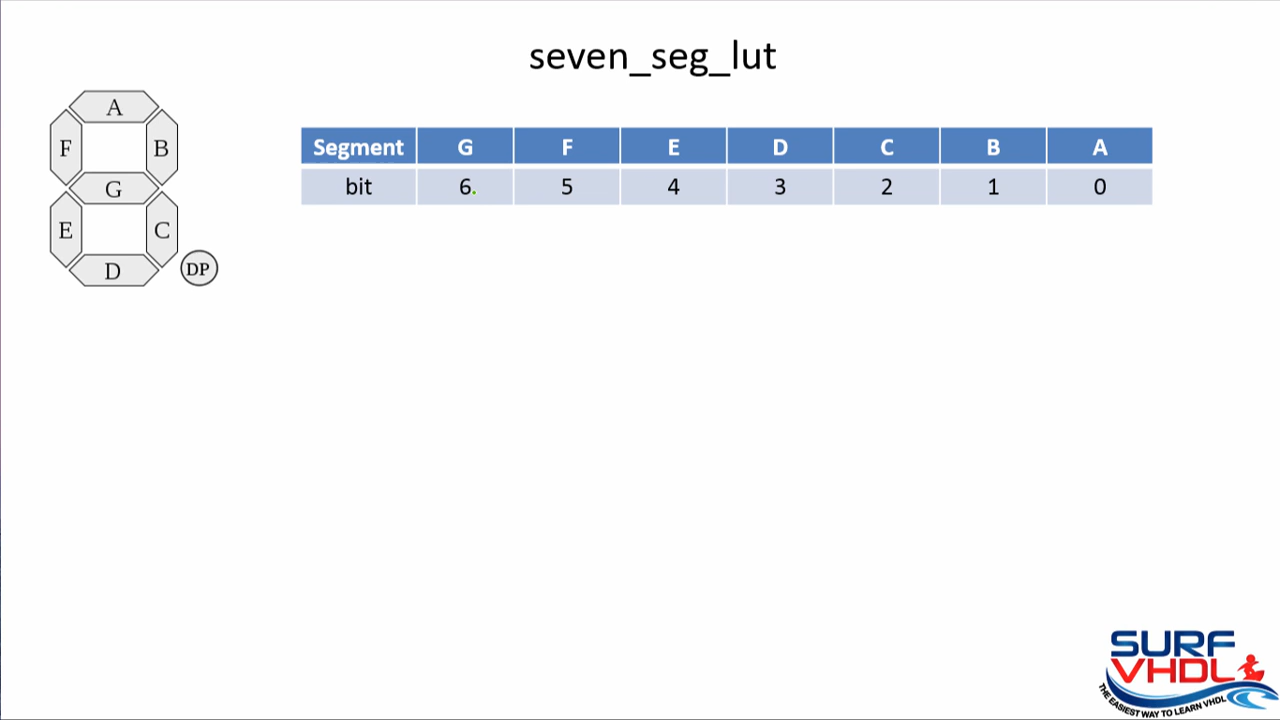 seven_seg_lut
A
F
B
G
E
C
D
DP
Segment G F E D C B A
bit 6. 5 4 3 2 1 0
SURF
VHDL
THE EASIEST WAY TO LEARN VHDL